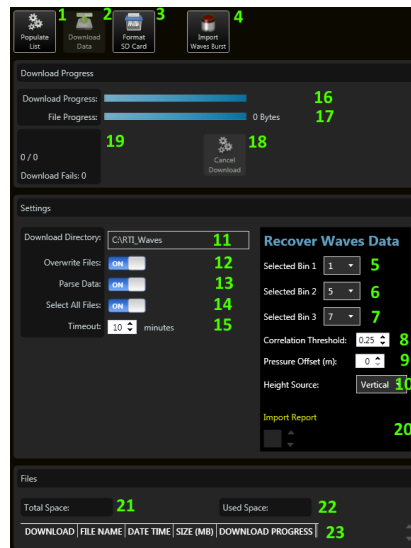 1 2 3 4
Populate List
Download Data
Format SD Card
Import Waves Burst
Download Progress
Download Progress: 16
File Progress: 0 Bytes 17
19 18
0 / 0
Cancel Download
Download Fails: 0
Settings
Download Directory: C:\RTI_Waves 11
Overwrite Files: ON 12
Parse Data: ON 13
Select All Files: ON 14
Timeout: 10 minutes 15
Recover Waves Data
Selected Bin 1 1 5
Selected Bin 2 5 6
Selected Bin 3 7 7
Correlation Threshold: 0.25 8
Pressure Offset (m): 0 9
Height Source: Vertical 10
Import Report
20
Files
Total Space: 21 Used Space: 22
DOWNLOAD FILE NAME DATE TIME SIZE (MB) DOWNLOAD PROGRESS 23